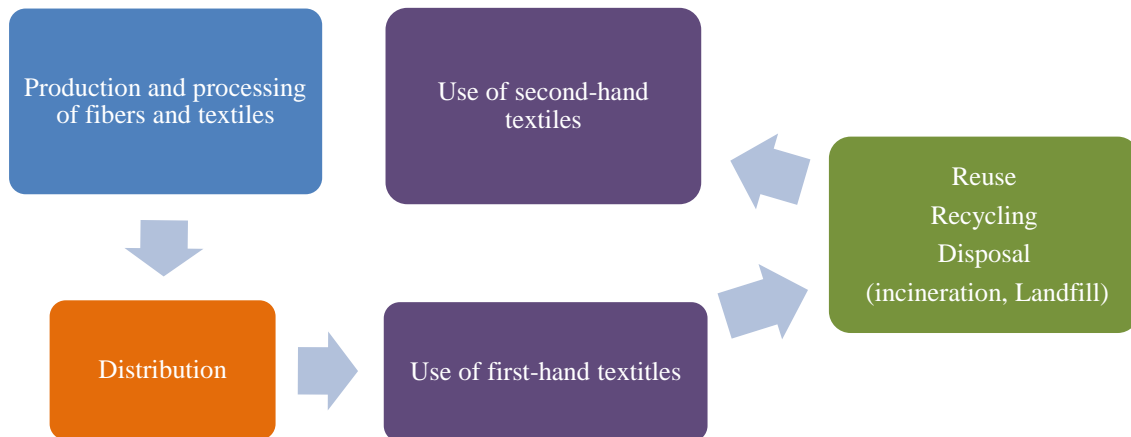 Production and processing
of fibers and textiles
Use of second-hand
textiles
Reuse
Recycling
Disposal
(incineration, Landfill)
Distribution
Use of first-hand textitles